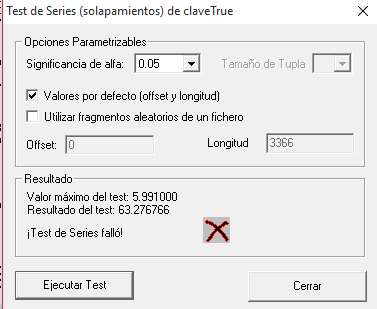 Test de Series (solapamientos) de claveTrue
Opciones Parametrizables
Significancia de alfa: 0.05 Tamaño de Tupla
Valores por defecto (offset y longitud)
Utilizar fragmentos aleatorios de un fichero
Offset: 0 Longitud 3366
Resultado
Valor máximo del test: 5.991000
Resultado del test: 63.276766
¡Test de Series falló!
Ejecutar Test Cerrar